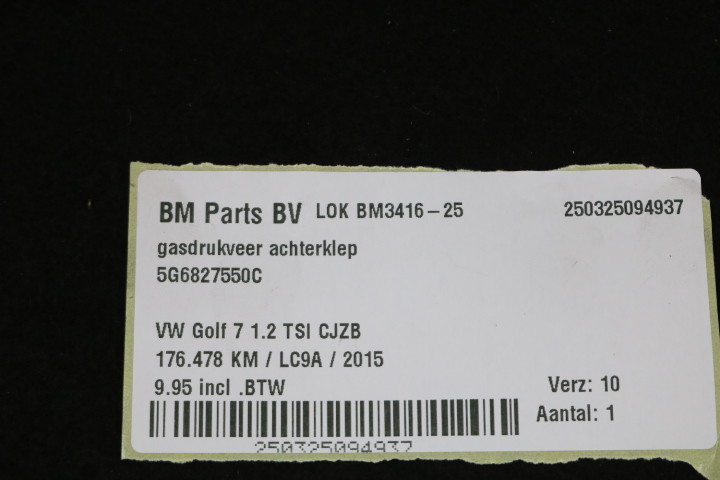 BM Parts BV LOK BM3416-25 250325094937
gasdrukveer achterklep
5G6827550C
VW Golf 7 1.2 TSI CJZB
176.478 KM / LC9A / 2015
9.95 incl .BTW Verz: 10
Aantal: 1
250325094937